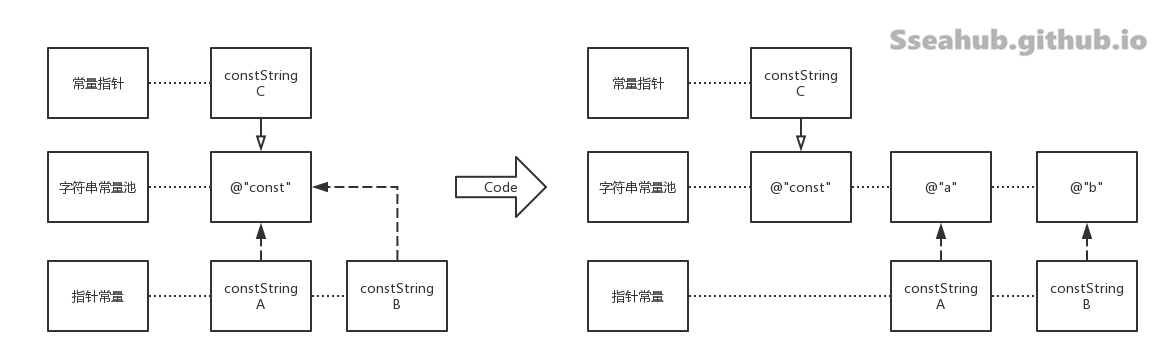 Sseahub.github.io
常量指针
constString
C
字符串常量池
@"const"
指针常量
constString
A
constString
B
Code
常量指针
constString
C
字符串常量池
@"const"
@"a"
@"b"
指针常量
constString
A
constString
B